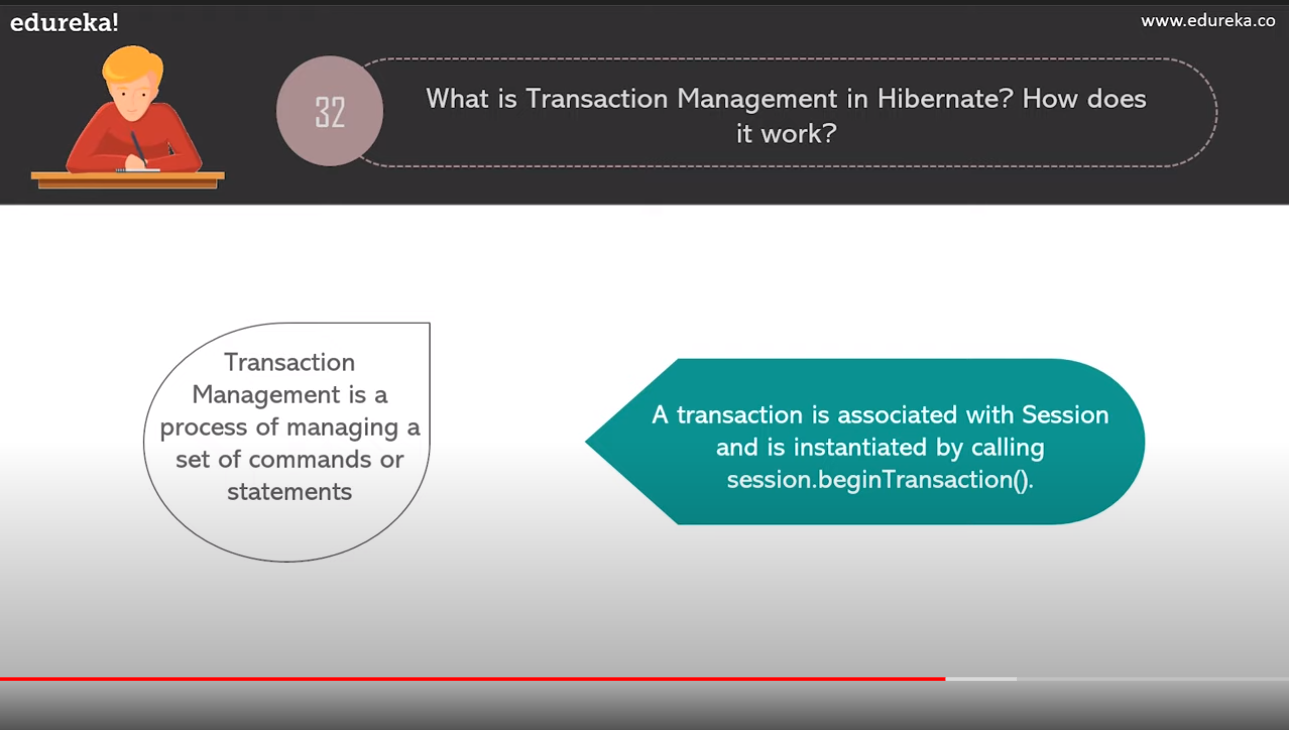 edureka!
www.edureka.co
32
What is Transaction Management in Hibernate? How does
it work?
Transaction
Management is a
process of managing a
set of commands or
statements
A transaction is associated with Session
and is instantiated by calling
session.beginTransaction().